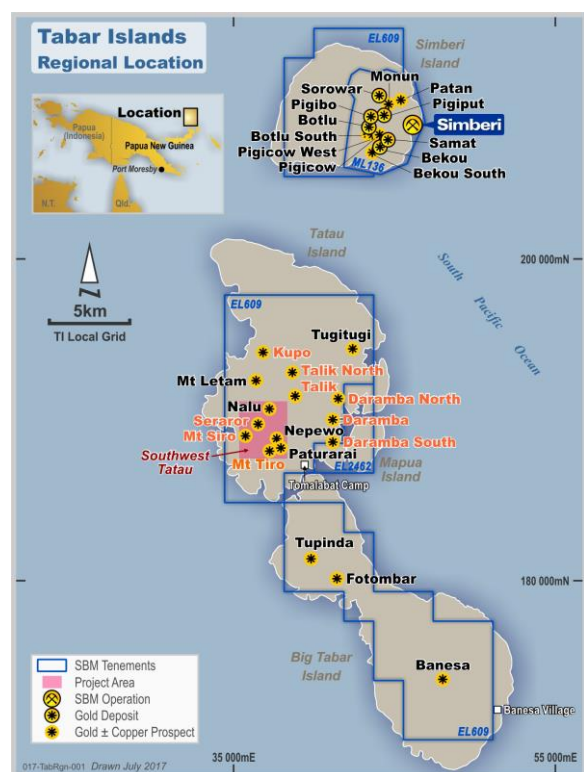 Tabar Islands
Regional Location
Location
Papua
(Indonesia)
Papua New
Guinea
Port Moresby
N.T.
Qld.
EL609
Simberi
Island
Monun
Sorowar
Patan
Pigibo
Pigiput
Botlu
Simberi
Botlu South
Samat
Pigicow West
Bekou
Pigicow
Bekou South
ML136
Tatau
Island
200 000mN
South
Pacific
Ocean
5km
TI Local Grid
EL609
Tugitugi
Kupo
Talik North
Mt Letam
Talik
Daramba North
Nalu
Seraror
Daramba
Mt Siro
Nepewo
Daramba South
Southwest
Tatau
Paturarai
Mt Tiro
EL2462
Mapua
Island
Tomalabat Camp
Tupinda
Fotombar
180 000mN
Big Tabar
Island
Banesa
Banesa Village
EL609
SBM Tenements
Project Area
SBM Operation
Gold Deposit
Gold ± Copper Prospect
017-TabRgn-001 Drawn July 2017
35 000mE
55 000mE